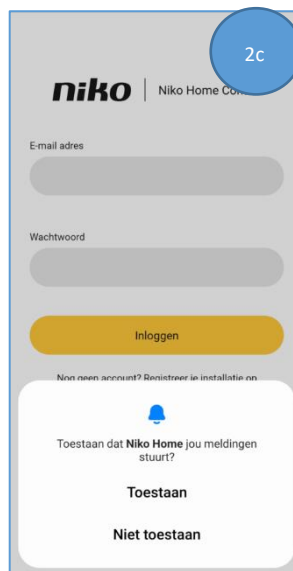 2c
niko | Niko Home
E-mail adres
Wachtwoord
Inloggen
Nog geen account? Registreer je installatie op
Toestaan dat Niko Home jou meldingen
stuurt?
Toestaan
Niet toestaan